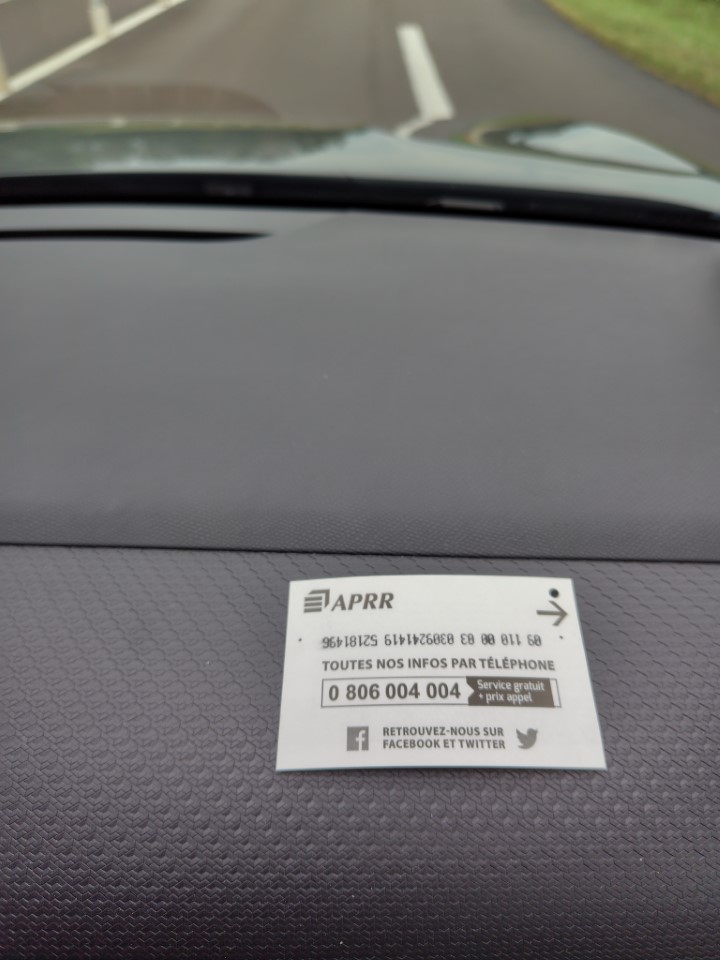 APRR
09 110 00 03 0309241419 52181496
TOUTES NOS INFOS PAR TÉLÉPHONE
0 806 004 004 Service gratuit
+ prix appel
RETROUVEZ-NOUS SUR
FACEBOOK ET TWITTER